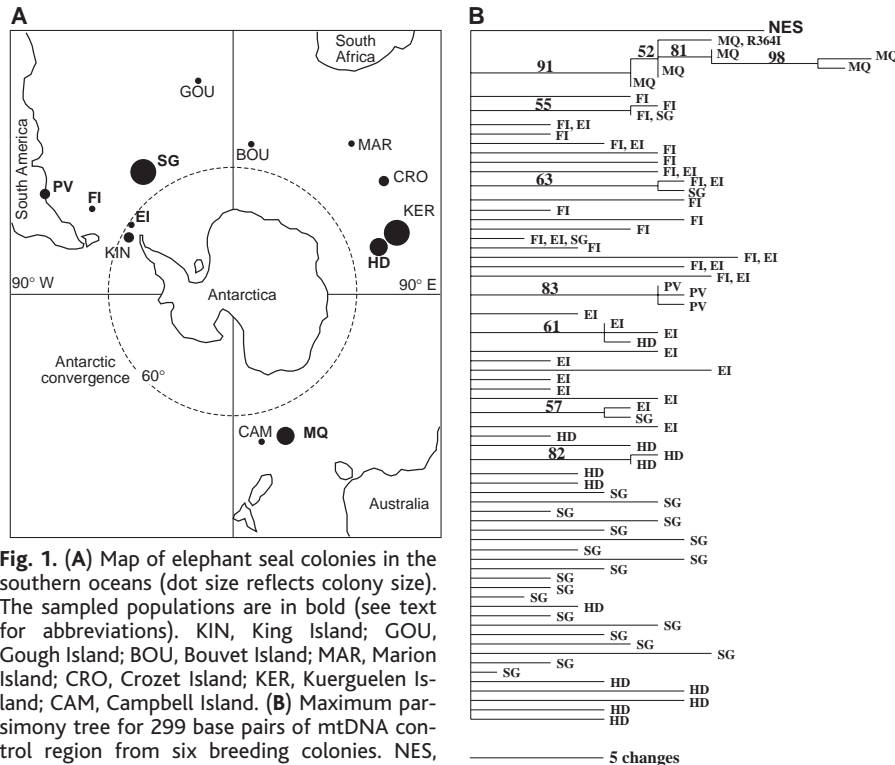 A
South
Africa
GOU
South America
BOU
MAR
SG
CRO
PV
FI
KER
EI
KIN
HD
90° W
90° E
Antarctica
Antarctic
convergence 60°
CAM
MQ
Australia
Fig. 1. (A) Map of elephant seal colonies in the
southern oceans (dot size reflects colony size).
The sampled populations are in bold (see text
for abbreviations). KIN, King Island; GOU,
Gough Island; BOU, Bouvet Island; MAR, Marion
Island; CRO, Crozet Island; KER, Kuerguelen Is-
land; CAM, Campbell Island. (B) Maximum par-
simony tree for 299 base pairs of mtDNA con-
trol region from six breeding colonies. NES,
B
NES
MQ, R364I
52 81 MQ
98 MQ
MQ
91 MQ
MQ
FI
55 FI
FI, SG
FI, EI
FI
FI, EI
FI
FI
FI, EI
63 FI, EI
SG
FI
FI
FI
FI
FI, EI, SG
FI
FI, EI
FI, EI
FI, EI
PV
83 PV
PV
EI
EI
61 EI
HD
EI
EI
EI
EI
EI
EI
57 EI
SG
EI
HD
HD
82 HD
HD
HD
HD
SG
SG
SG
SG
SG
SG
SG
SG
SG
SG
SG
SG
HD
SG
SG
SG
SG
SG
SG
SG
HD
HD
HD
HD
HD
5 changes